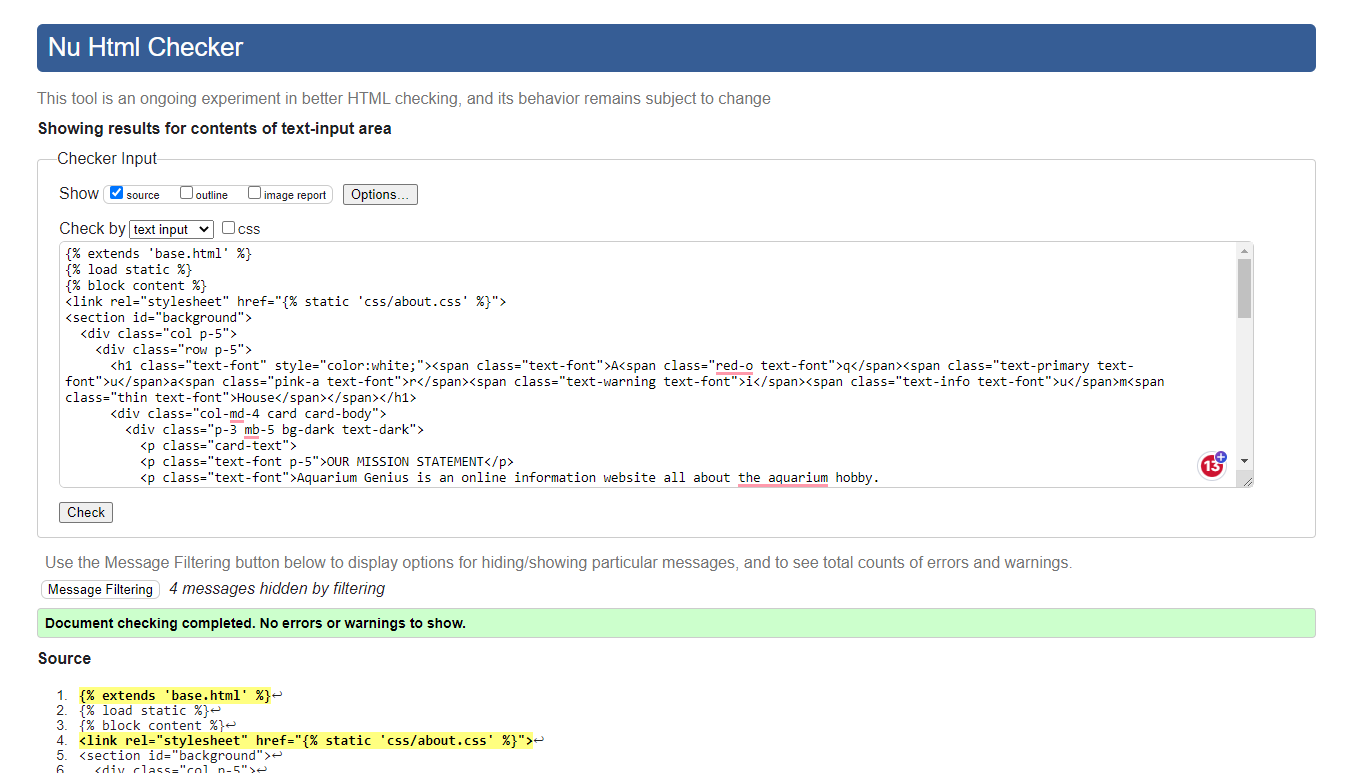 Nu Html Checker
This tool is an ongoing experiment in better HTML checking, and its behavior remains subject to change
Showing results for contents of text-input area
Checker Input
Show source outline image report Options...
Check by text input css
{% extends 'base.html' %}
{% load static %}
{% block content %}
<link rel="stylesheet" href="{% static 'css/about.css' %}">
<section id="background">
  <div class="col p-5">
    <div class="row p-5">
      <h1 class="text-font" style="color:white;"><span class="text-font">A<span class="red-o text-font">q</span><span class="text-primary text-
font">u</span>a<span class="pink-a text-font">r</span><span class="text-warning text-font">i</span><span class="text-info text-font">u</span>m<span
class="thin text-font">House</span></span></h1>
      <div class="col-md-4 card card-body">
        <div class="p-3 mb-5 bg-dark text-dark">
          <p class="card-text">
          <p class="text-font p-5">OUR MISSION STATEMENT</p>
          <p class="text-font">Aquarium Genius is an online information website all about the aquarium hobby.
13+
Check
Use the Message Filtering button below to display options for hiding/showing particular messages, and to see total counts of errors and warnings.
Message Filtering 4 messages hidden by filtering
Document checking completed. No errors or warnings to show.
Source
1. {% extends 'base.html' %}↩
2. {% load static %}↩
3. {% block content %}↩
4. <link rel="stylesheet" href="{% static 'css/about.css' %}">↩
5. <section id="background">↩
6.   <div class="col p-5">↩